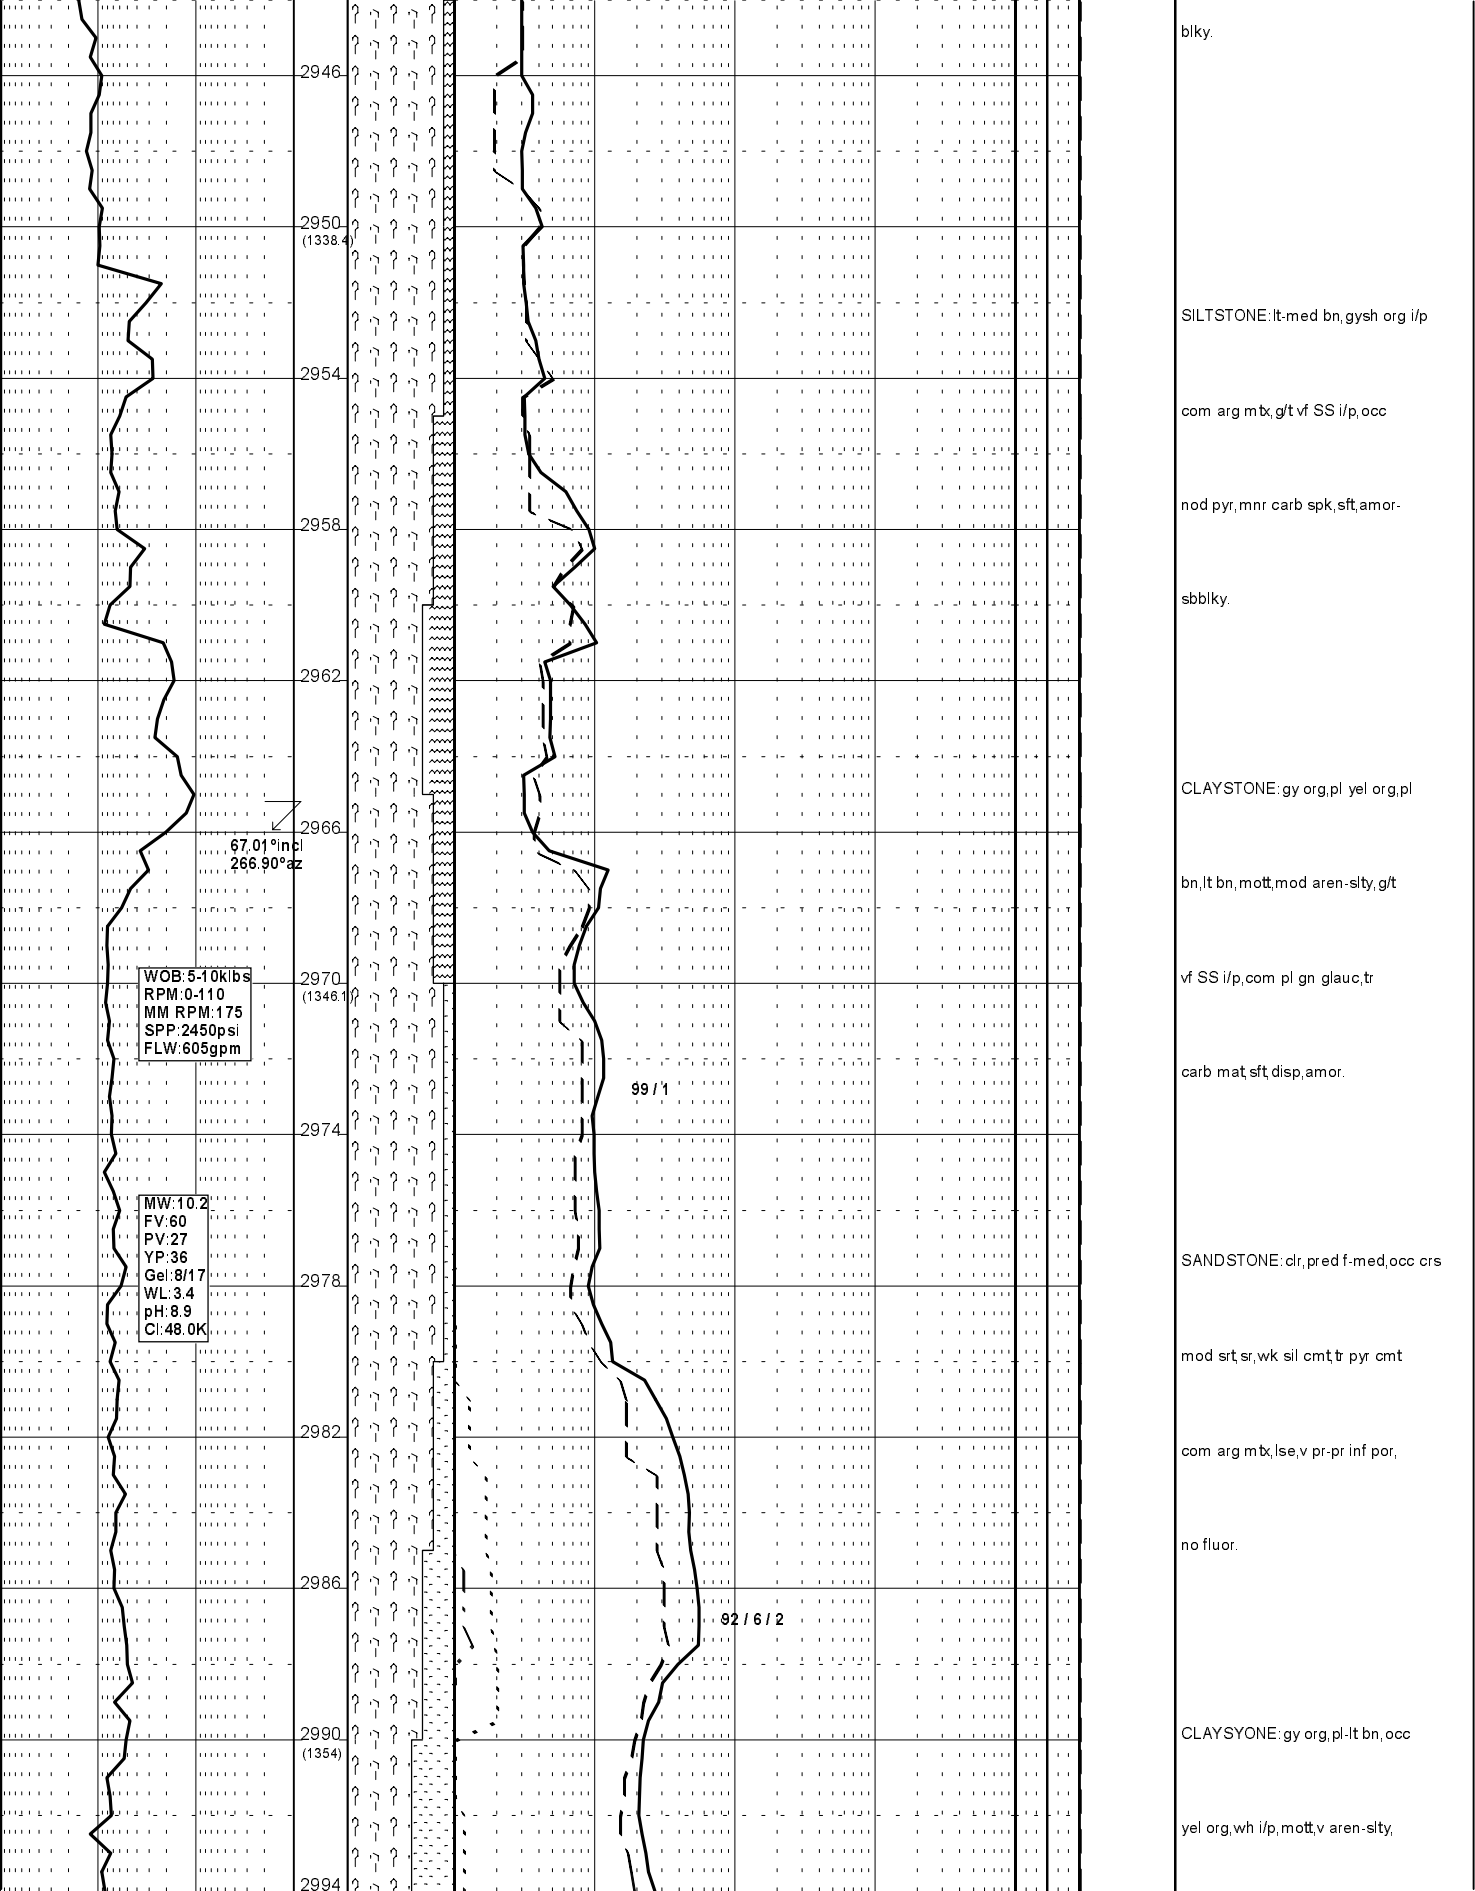 blky.
2946
2950
(1338.4)
SILTSTONE:lt-med bn,gysh org i/p
2954
com arg mtx,g/t vf SS i/p,occ
nod pyr,mnr carb spk,sft,amor-
2958
sbblky.
2962
CLAYSTONE:gy org,pl yel org,pl
2966
67.01°incl
266.90°az
bn,lt bn,mott,mod aren-slty,g/t
WOB:5-10klbs
RPM:0-110
MM RPM:175
SPP:2450psi
FLW:605gpm
2970
(1346.1)
vf SS i/p,com pl gn glauc,tr
carb mat,sft,disp,amor.
99 / 1
2974
MW:10.2
FV:60
PV:27
YP:36
Gel:8/17
WL:3.4
pH:8.9
Cl:48.0K
SANDSTONE:clr,pred f-med,occ crs
2978
mod srt,sr,wk sil cmt,tr pyr cmt
2982
com arg mtx,lse,v pr-pr inf por,
no fluor.
2986
92 / 6 / 2
2990
(1354)
CLAYSYONE:gy org,pl-lt bn,occ
yel org,wh i/p,mott,v aren-slty,
2994